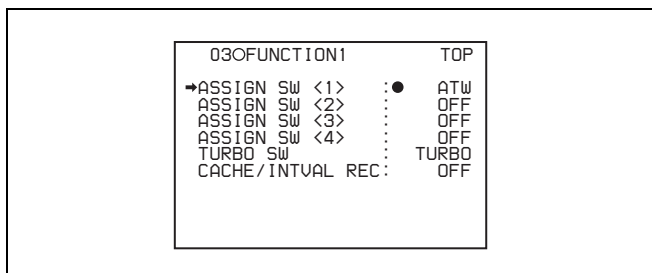 03○FUNCTION1 TOP
➡ASSIGN SW <1> :● ATW
ASSIGN SW <2> : OFF
ASSIGN SW <3> : OFF
ASSIGN SW <4> : OFF
TURBO SW : TURBO
CACHE/INTVAL REC: OFF